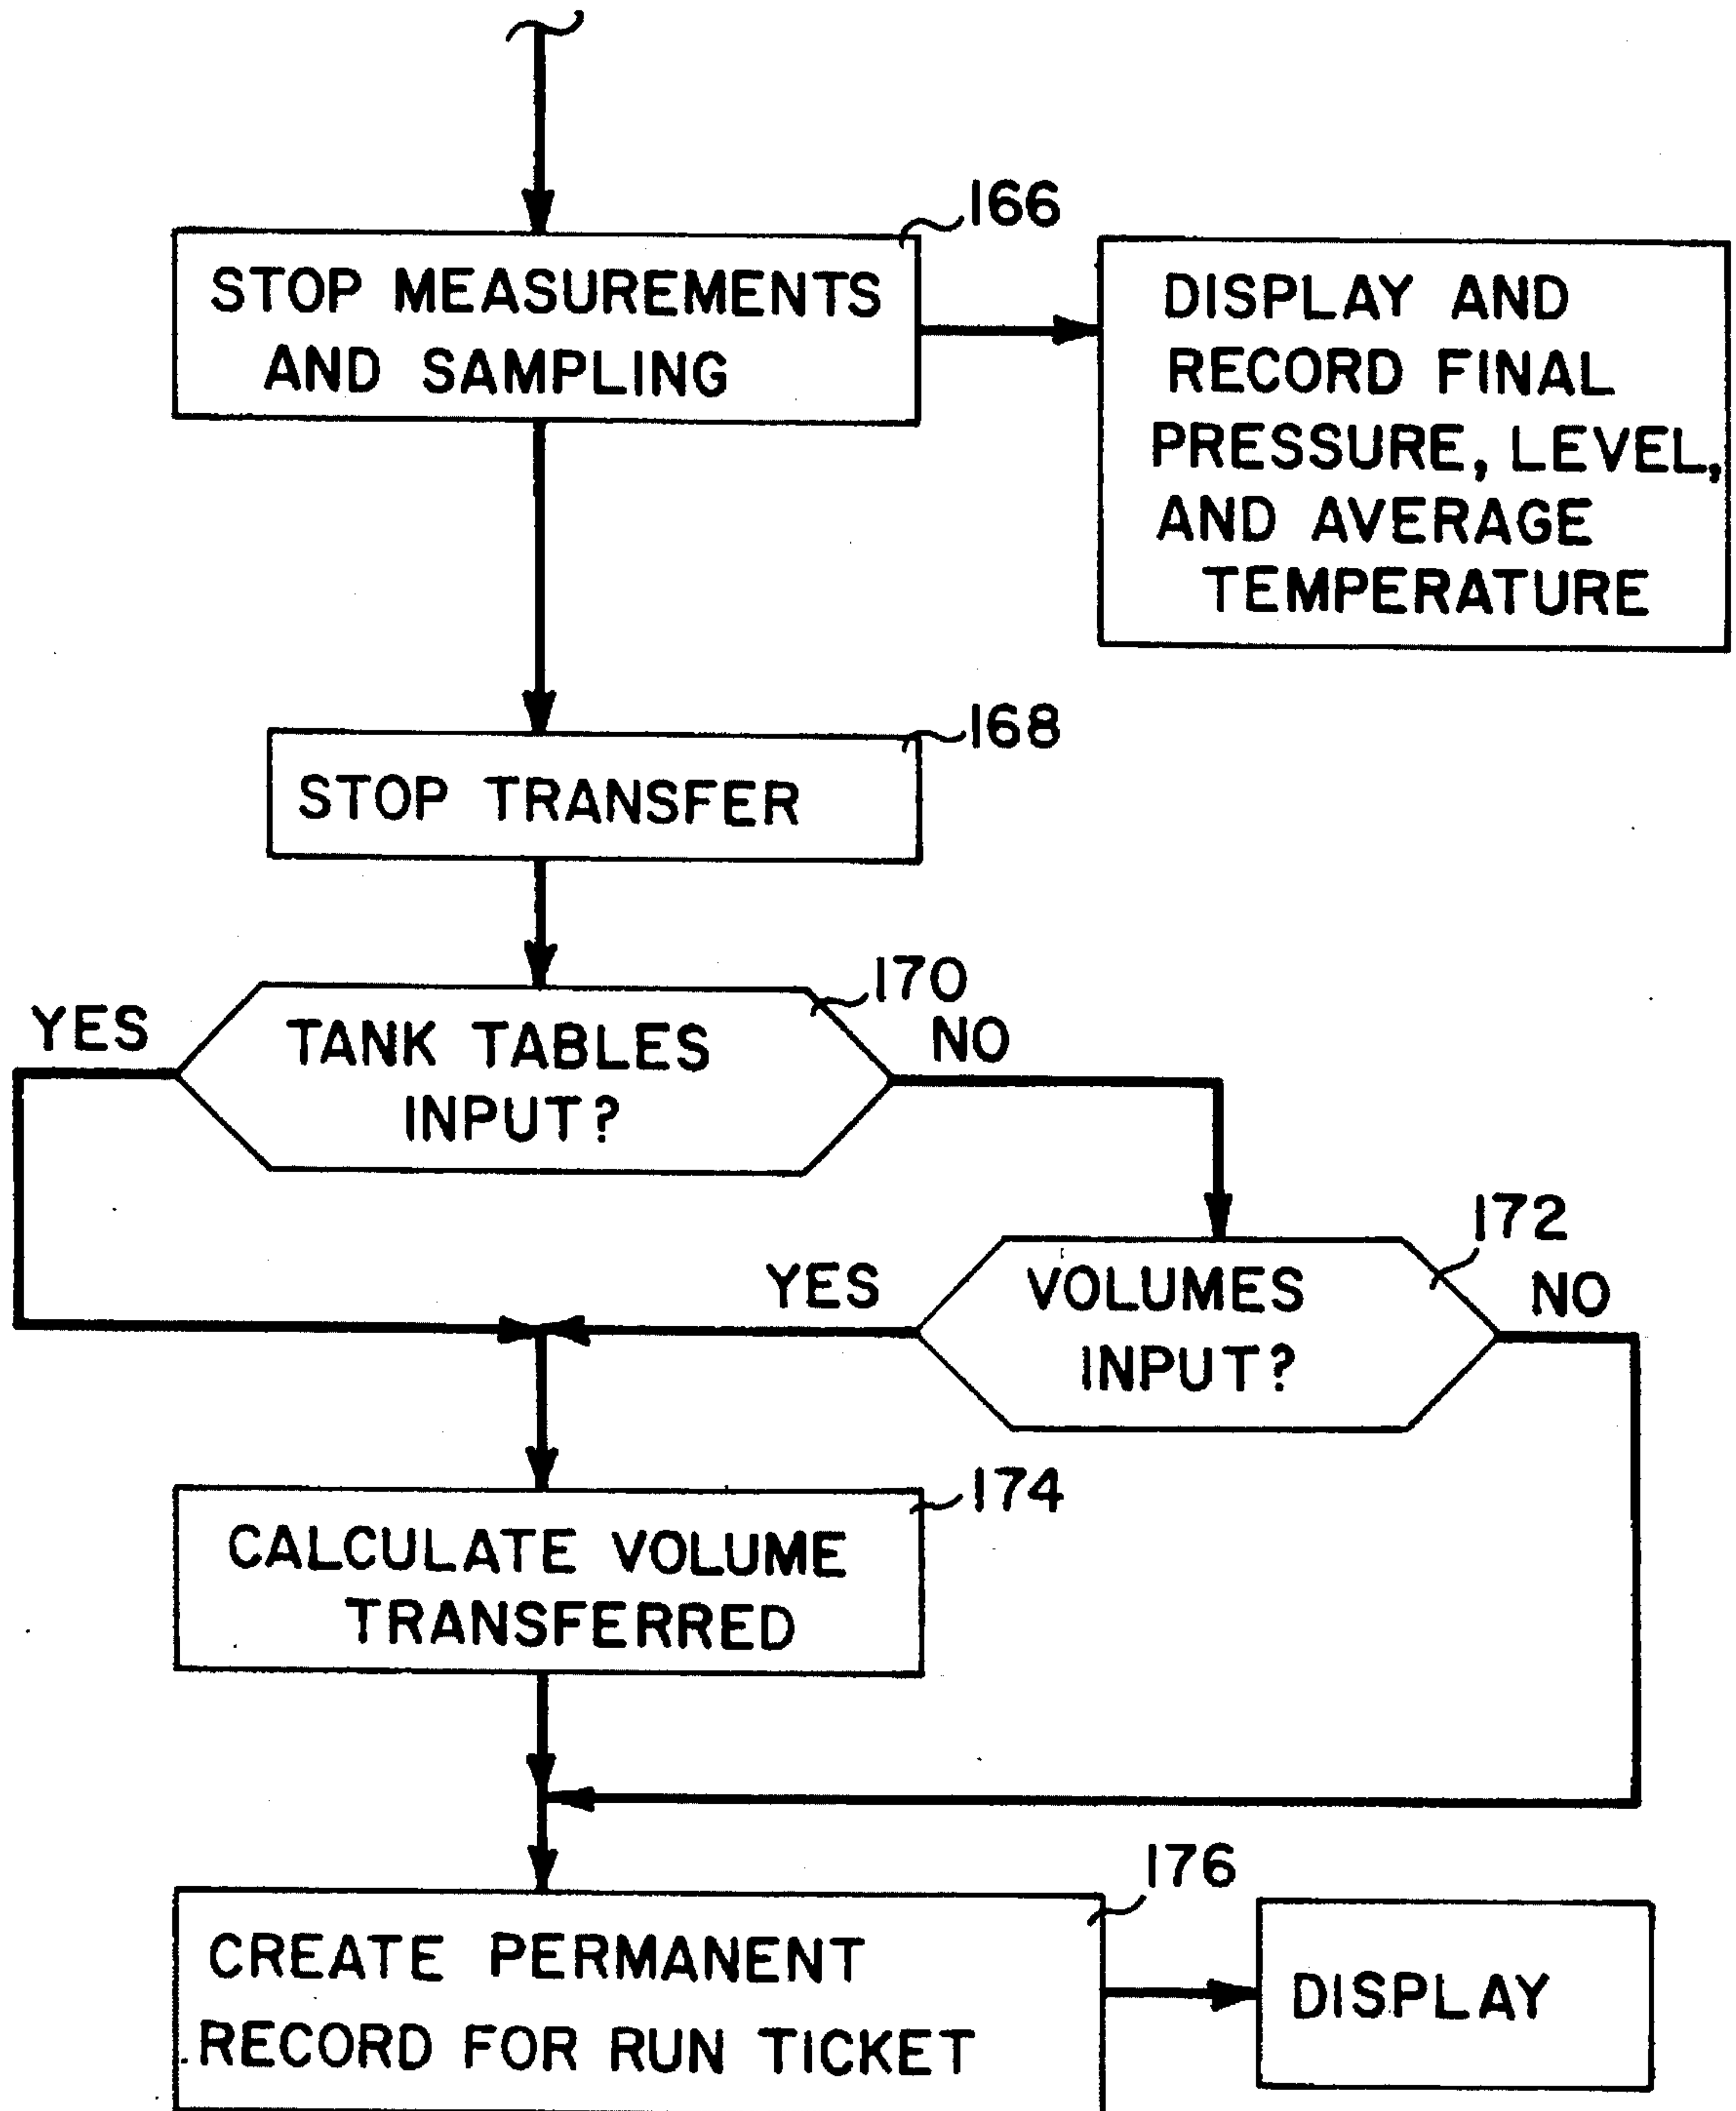 166
STOP MEASUREMENTS
AND SAMPLING
DISPLAY AND
RECORD FINAL
PRESSURE, LEVEL,
AND AVERAGE
TEMPERATURE
168
STOP TRANSFER
170
YES
TANK TABLES
INPUT?
NO
172
YES
VOLUMES
INPUT?
NO
174
CALCULATE VOLUME
TRANSFERRED
176
CREATE PERMANENT
RECORD FOR RUN TICKET
DISPLAY